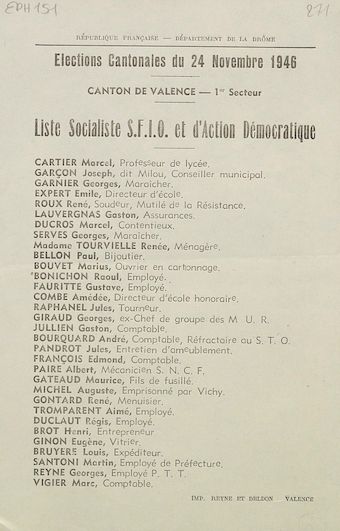 EPH 151
271
RÉPUBLIQUE FRANÇAISE — DÉPARTEMENT DE LA DRÔME
Elections Cantonales du 24 Novembre 1946
CANTON DE VALENCE — 1er Secteur
Liste Socialiste S.F.I.O. et d'Action Démocratique
CARTIER Marcel, Professeur de lycée.
GARÇON Joseph, dit Milou, Conseiller municipal.
GARNIER Georges, Maraicher.
EXPERT Emile, Directeur d'école.
ROUX René, Soudeur, Mutilé de la Résistance.
LAUVERGNAS Gaston, Assurances.
DUCROS Marcel, Contentieux.
SERVES Georges, Maraicher.
Madame TOURVIELLE Renée, Ménagère.
BELLON Paul, Bijoutier.
BOUVET Marius, Ouvrier en cartonnage.
BONICHON Raoul, Employé.
FAURITTE Gustave, Employé.
COMBE Amédée, Directeur d'école honoraire.
RAPHANEL Jules, Tourneur.
GIRAUD Georges, ex-Chef de groupe des M. U. R.
JULLIEN Gaston, Comptable.
BOURQUARD André, Comptable, Réfractaire au S. T. O.
PANDROT Jules, Entretien d'ameublement.
FRANÇOIS Edmond, Comptable.
PAIRE Albert, Mécanicien S. N. C. F.
GATEAUD Maurice, Fils de fusillé.
MICHEL Auguste, Emprisonné par Vichy.
GONTARD René, Menuisier.
TROMPARENT Aimé, Employé.
DUCLAUT Régis, Employé.
BROT Henri, Entrepreneur
GINON Eugène, Vitrier.
BRUYERE Louis, Expéditeur.
SANTONI Martin, Employé de Préfecture.
REYNE Georges, Employé P. T. T.
VIGIER Marc, Comptable.
IMP. REYNE ET BELEON VALENCE